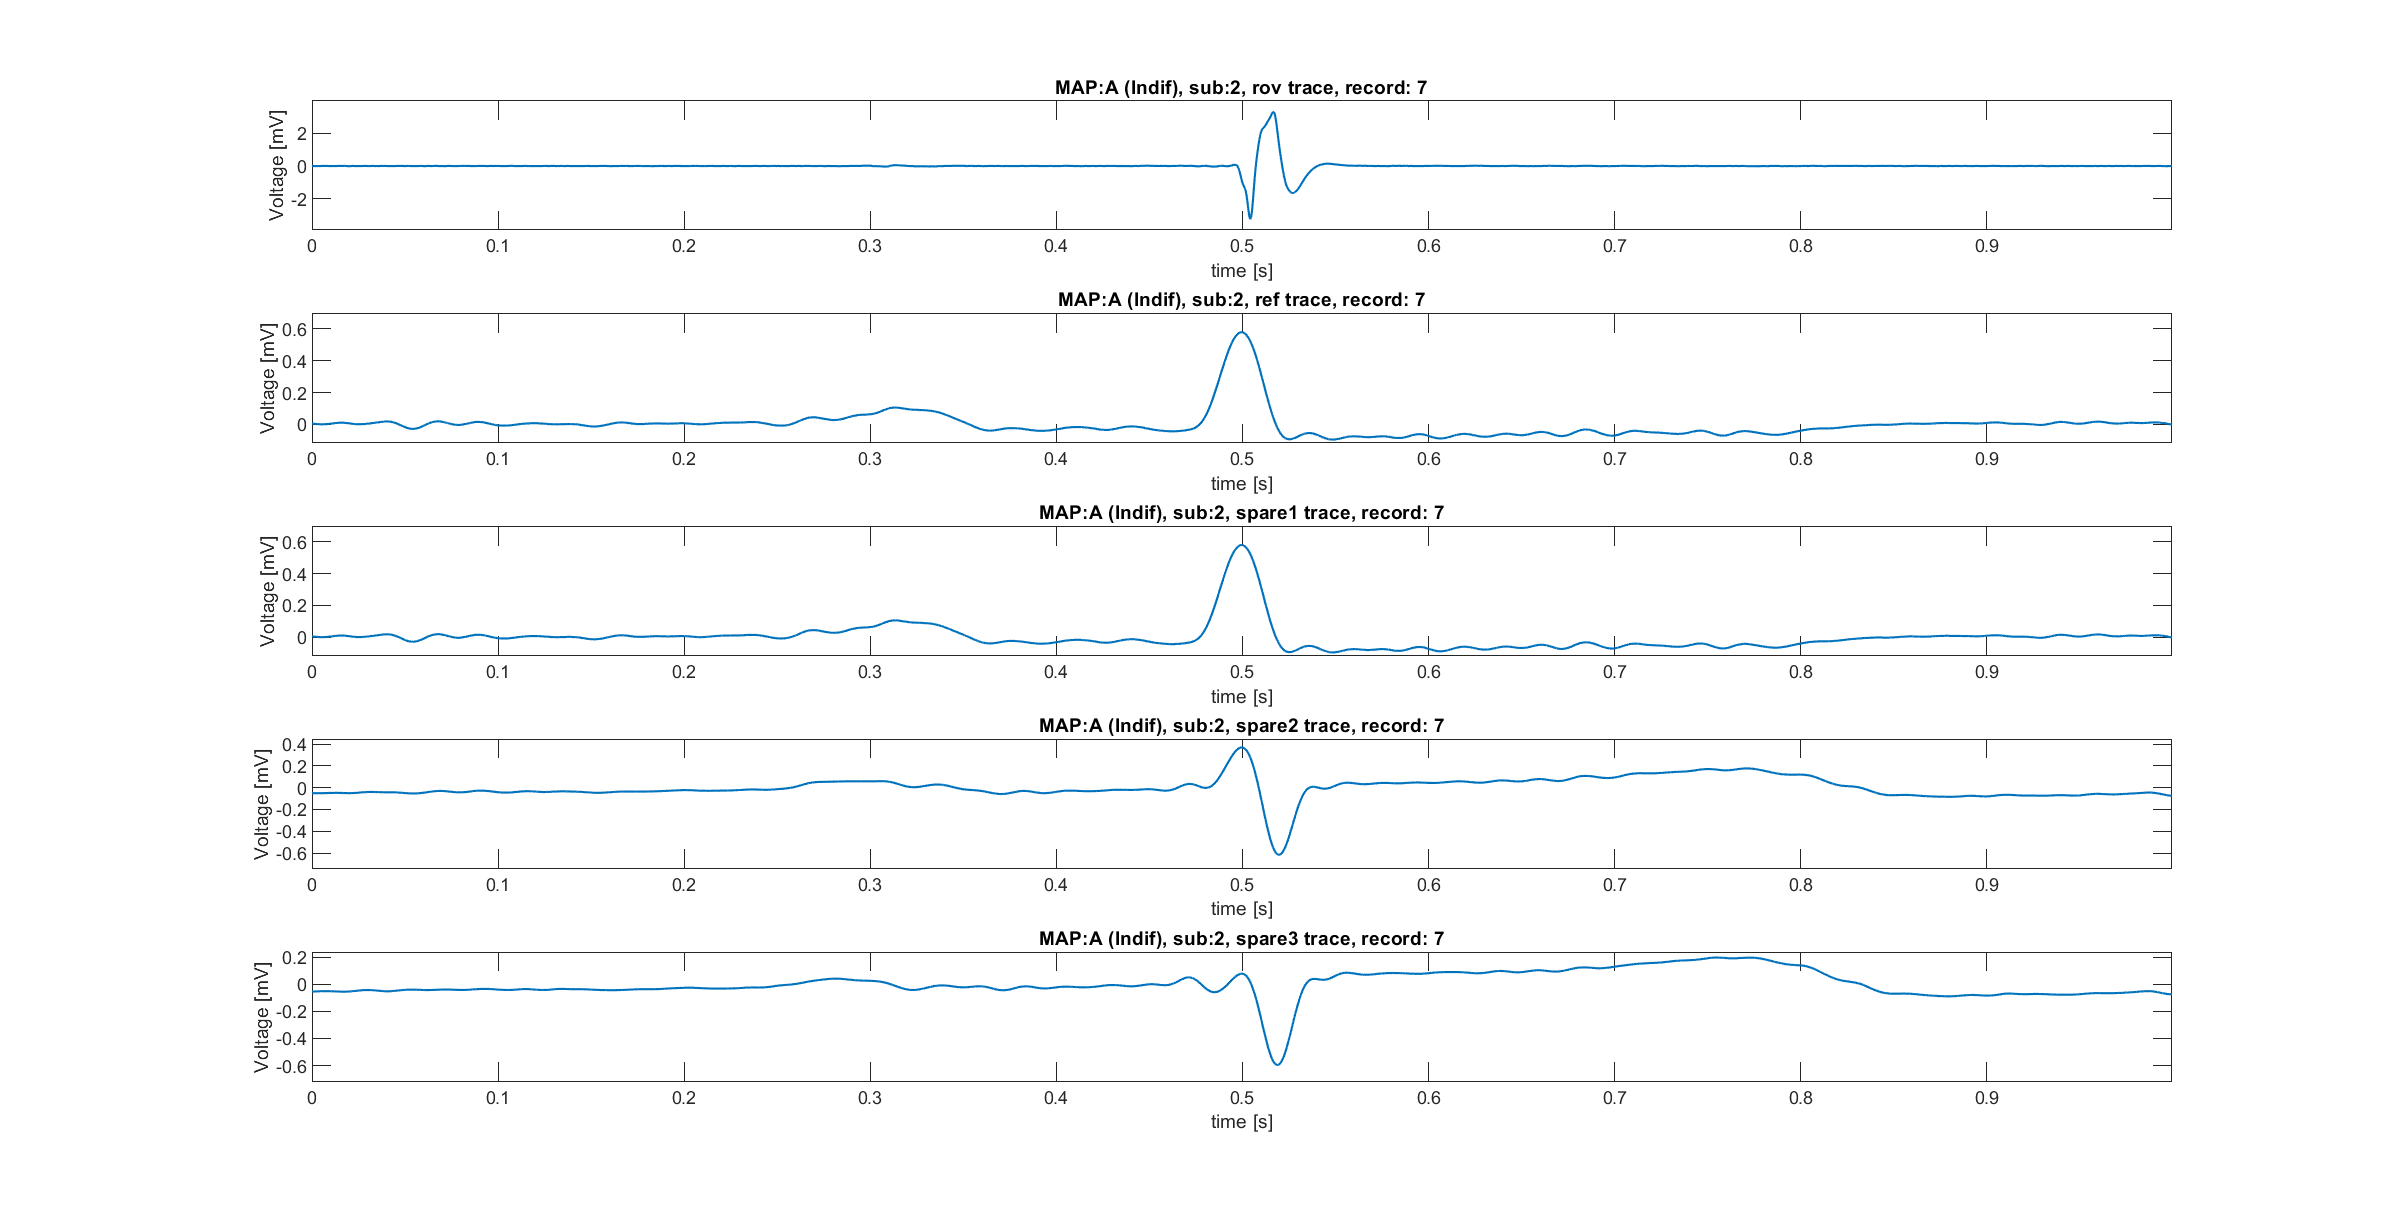 MAP:A (Indif), sub:2, rov trace, record: 7
Voltage [mV]
2
0
-2
0 0.1 0.2 0.3 0.4 0.5 0.6 0.7 0.8 0.9
time [s]
MAP:A (Indif), sub:2, ref trace, record: 7
Voltage [mV]
0.6
0.4
0.2
0
0 0.1 0.2 0.3 0.4 0.5 0.6 0.7 0.8 0.9
time [s]
MAP:A (Indif), sub:2, spare1 trace, record: 7
Voltage [mV]
0.6
0.4
0.2
0
0 0.1 0.2 0.3 0.4 0.5 0.6 0.7 0.8 0.9
time [s]
MAP:A (Indif), sub:2, spare2 trace, record: 7
Voltage [mV]
0.4
0.2
0
-0.2
-0.4
-0.6
0 0.1 0.2 0.3 0.4 0.5 0.6 0.7 0.8 0.9
time [s]
MAP:A (Indif), sub:2, spare3 trace, record: 7
Voltage [mV]
0.2
0
-0.2
-0.4
-0.6
0 0.1 0.2 0.3 0.4 0.5 0.6 0.7 0.8 0.9
time [s]